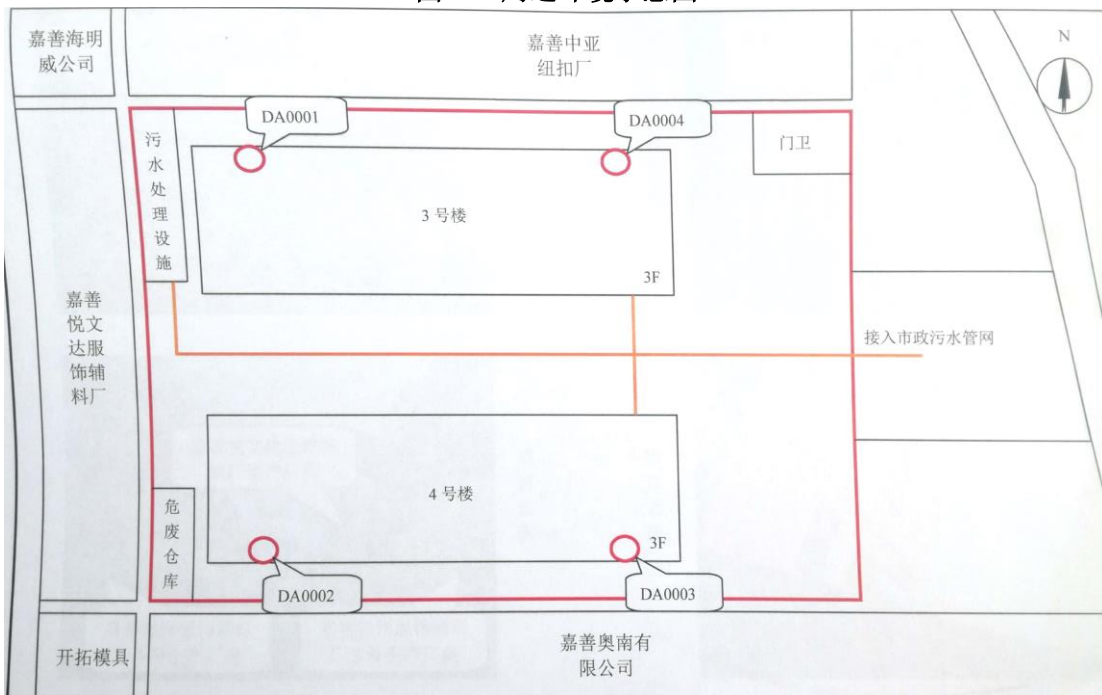 嘉善海明
威公司
嘉善中亚
纽扣厂
N
DA0001
DA0004
门卫
污
水
处
理
设
施
3 号楼
3F
嘉善
悦文
达服
饰辅
料厂
接入市政污水管网
4 号楼
3F
危
废
仓
库
DA0002
DA0003
开拓模具
嘉善奥南有
限公司